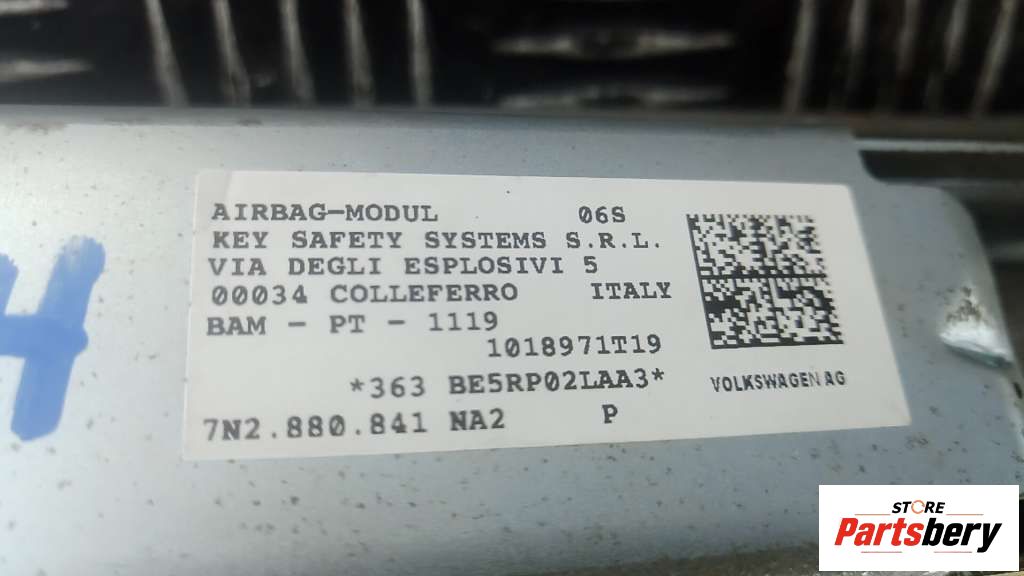 AIRBAG-MODUL 06S
KEY SAFETY SYSTEMS S.R.L.
VIA DEGLI ESPLOSIVI 5
00034 COLLEFERRO ITALY
BAM - PT - 1119
1018971T19
*363 BE5RP02LAA3*
7N2.880.841 NA2 P
VOLKSWAGEN AG
4
STORE
Partsbery